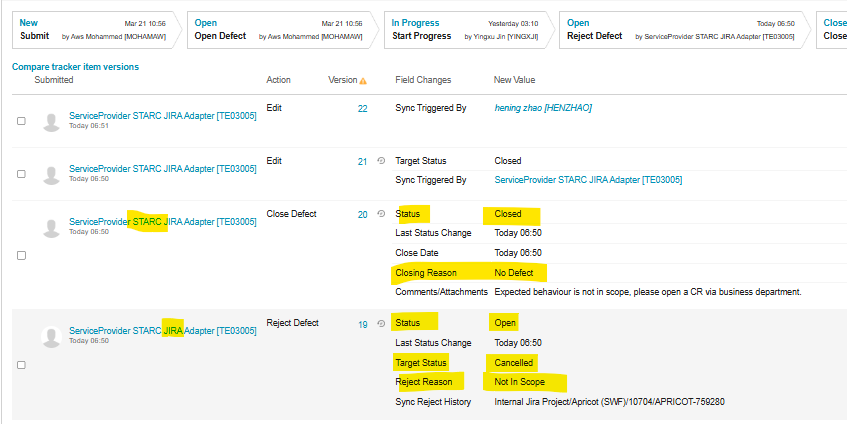 New Mar 21 10:56
Submit by Aws Mohammed [MOHAMAW]
Open Mar 21 10:56
Open Defect by Aws Mohammed [MOHAMAW]
In Progress Yesterday 03:10
Start Progress by Yingxu Jin [YINGXJI]
Open Today 06:50
Reject Defect by ServiceProvider STARC JIRA Adapter [TE03005]
Close
Close
Compare tracker item versions
Submitted Action Version Field Changes New Value
ServiceProvider STARC JIRA Adapter [TE03005] Edit 22 Sync Triggered By hening zhao [HENZHAO]
Today 06:51
ServiceProvider STARC JIRA Adapter [TE03005] Edit 21 Target Status Closed
Today 06:50
Sync Triggered By ServiceProvider STARC JIRA Adapter [TE03005]
ServiceProvider STARC JIRA Adapter [TE03005] Close Defect 20 Status Closed
Today 06:50
Last Status Change Today 06:50
Close Date Today 06:50
Closing Reason No Defect
Comments/Attachments Expected behaviour is not in scope, please open a CR via business department.
ServiceProvider STARC JIRA Adapter [TE03005] Reject Defect 19 Status Open
Today 06:50
Last Status Change Today 06:50
Target Status Cancelled
Reject Reason Not In Scope
Sync Reject History Internal Jira Project/Apricot (SWF)/10704/APRICOT-759280